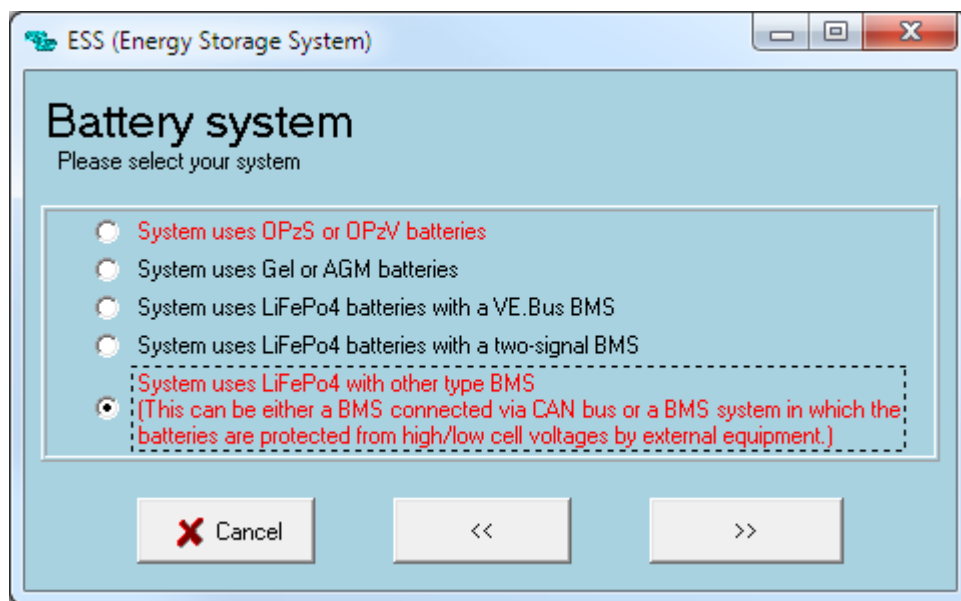 ESS (Energy Storage System)
Battery system
Please select your system
System uses OPzS or OPzV batteries
System uses Gel or AGM batteries
System uses LiFePo4 batteries with a VE.Bus BMS
System uses LiFePo4 batteries with a two-signal BMS
System uses LiFePo4 with other type BMS
(This can be either a BMS connected via CAN bus or a BMS system in which the
batteries are protected from high/low cell voltages by external equipment.)
Cancel
<<
>>